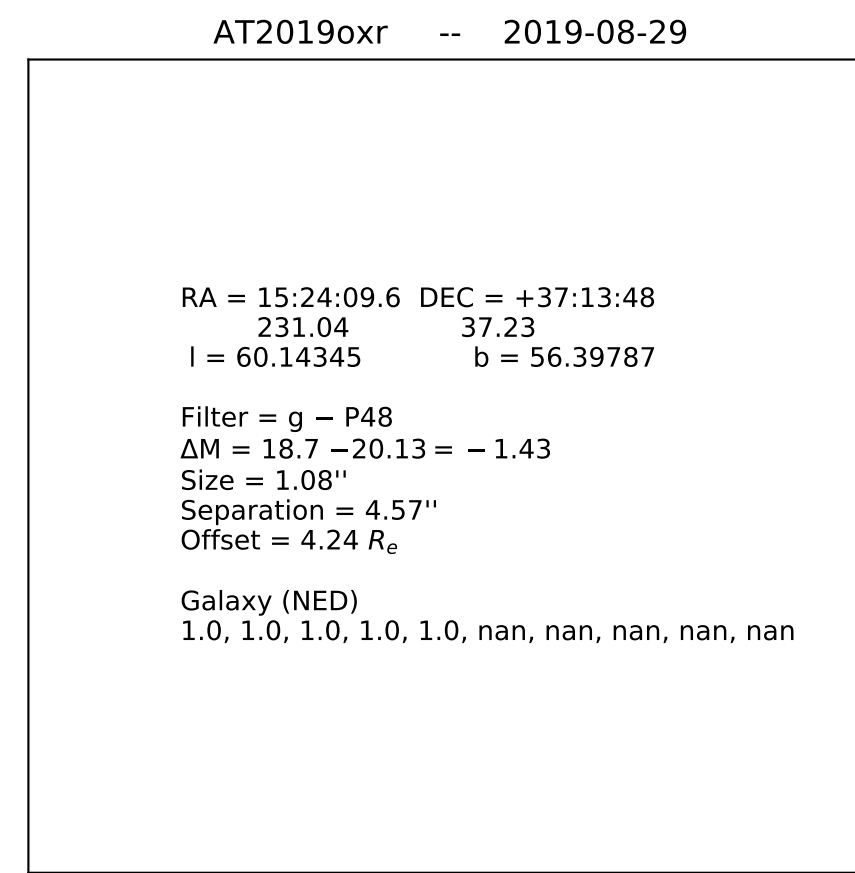 AT2019oxr -- 2019-08-29
RA = 15:24:09.6 DEC = +37:13:48
231.04 37.23
l = 60.14345 b = 56.39787
Filter = g − P48
ΔM = 18.7 −20.13 = − 1.43
Size = 1.08''
Separation = 4.57''
Offset = 4.24 Rₑ
Galaxy (NED)
1.0, 1.0, 1.0, 1.0, 1.0, nan, nan, nan, nan, nan